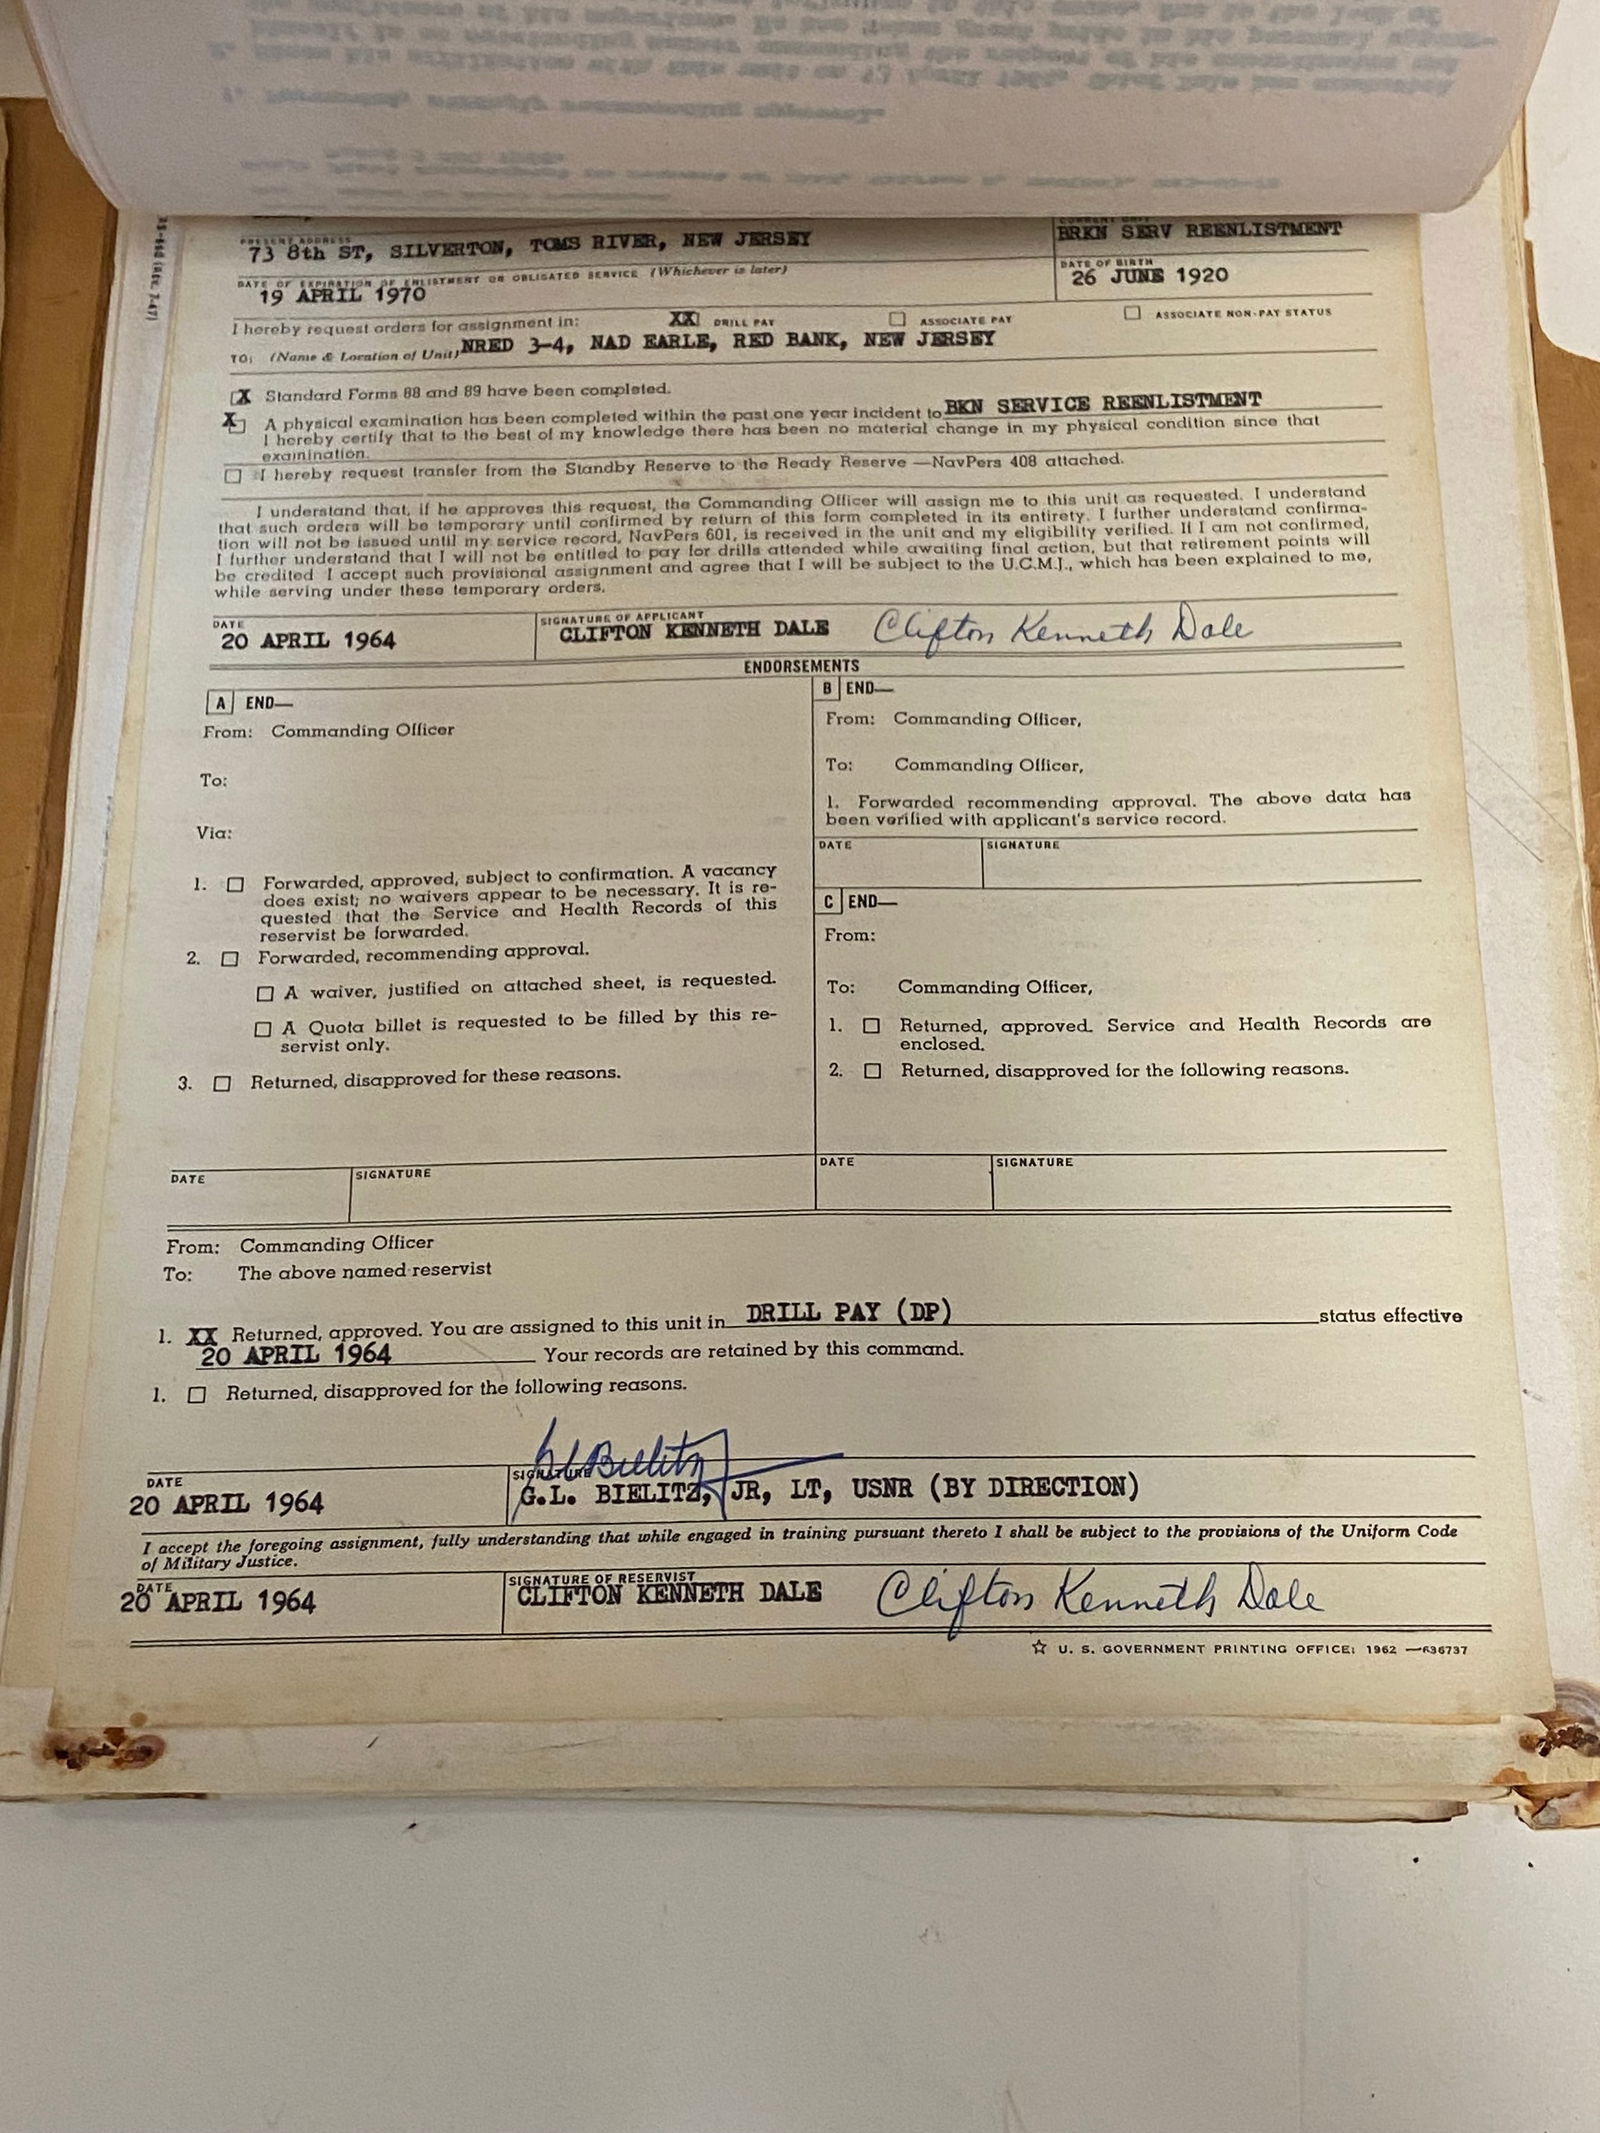 PRESENT ADDRESS
73 8th ST, SILVERTON, TOMS RIVER, NEW JERSEY
CURRENT UNIT
BRKN SERV REENLISTMENT
DATE OF EXPIRATION OF ENLISTMENT OR OBLIGATED SERVICE (Whichever is later)
19 APRIL 1970
DATE OF BIRTH
26 JUNE 1920
I hereby request orders for assignment in: XX DRILL PAY ☐ ASSOCIATE PAY ☐ ASSOCIATE NON-PAY STATUS
TO: (Name & Location of Unit) NRED 3-4, NAD EARLE, RED BANK, NEW JERSEY
X Standard Forms 88 and 89 have been completed.
X A physical examination has been completed within the past one year incident to BKN SERVICE REENLISTMENT
I hereby certify that to the best of my knowledge there has been no material change in my physical condition since that
examination.
☐ I hereby request transfer from the Standby Reserve to the Ready Reserve —NavPers 408 attached.
I understand that, if he approves this request, the Commanding Officer will assign me to this unit as requested. I understand
that such orders will be temporary until confirmed by return of this form completed in its entirety. I further understand confirma-
tion will not be issued until my service record, NavPers 601, is received in the unit and my eligibility verified. If I am not confirmed,
I further understand that I will not be entitled to pay for drills attended while awaiting final action, but that retirement points will
be credited I accept such provisional assignment and agree that I will be subject to the U.C.M.J., which has been explained to me,
while serving under these temporary orders.
DATE
20 APRIL 1964
SIGNATURE OF APPLICANT
CLIFTON KENNETH DALE Clifton Kenneth Dale
ENDORSEMENTS
A END—
From: Commanding Officer
To:
Via:
1. ☐ Forwarded, approved, subject to confirmation. A vacancy
does exist; no waivers appear to be necessary. It is re-
quested that the Service and Health Records of this
reservist be forwarded.
2. ☐ Forwarded, recommending approval.
☐ A waiver, justified on attached sheet, is requested.
☐ A Quota billet is requested to be filled by this re-
servist only.
3. ☐ Returned, disapproved for these reasons.
DATE
SIGNATURE
B END—
From: Commanding Officer,
To: Commanding Officer,
1. Forwarded recommending approval. The above data has
been verified with applicant's service record.
DATE
SIGNATURE
C END—
From:
To: Commanding Officer,
1. ☐ Returned, approved. Service and Health Records are
enclosed.
2. ☐ Returned, disapproved for the following reasons.
DATE
SIGNATURE
From: Commanding Officer
To: The above named reservist
1. XX Returned, approved. You are assigned to this unit in DRILL PAY (DP) status effective
20 APRIL 1964 Your records are retained by this command.
1. ☐ Returned, disapproved for the following reasons.
DATE
20 APRIL 1964
SIGNATURE
G.L. BIELITZ, JR, LT, USNR (BY DIRECTION)
I accept the foregoing assignment, fully understanding that while engaged in training pursuant thereto I shall be subject to the provisions of the Uniform Code
of Military Justice.
DATE
20 APRIL 1964
SIGNATURE OF RESERVIST
CLIFTON KENNETH DALE Clifton Kenneth Dale
☆ U. S. GOVERNMENT PRINTING OFFICE: 1962 —636737